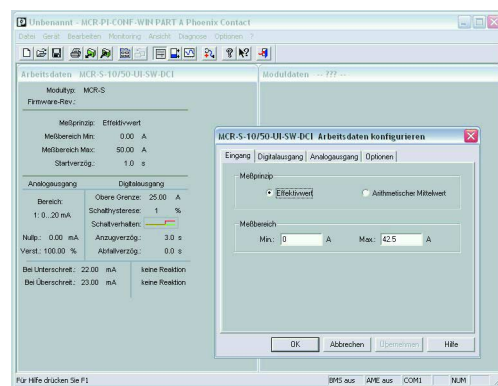 Unbenannt - MCR-PI-CONF-WIN PART A Phoenix Contact
Datei Gerät Bearbeiten Monitoring Ansicht Diagnose Optionen ?
Arbeitsdaten MCR-S-10/50-UI-SW-DCI
Moduldaten -- ??? --
Modultyp: MCR-S
Firmware-Rev.:
Meßprinzip: Effektivwert
Meßbereich Min: 0.00 A
Meßbereich Max: 50.00 A
Startverzög.: 1.0 s
Analogausgang Digitalausgang
Bereich:
1: 0...20 mA
Obere Grenze: 25.00 A
Schalthysterese: 1 %
Schaltverhalten:
Nullp.: 0.00 mA Anzugverzög.: 3.0 s
Verst.: 100.00 % Abfallverzög.: 0.0 s
Bei Unterschreit.: 22.00 mA keine Reaktion
Bei Überschreit.: 23.00 mA keine Reaktion
MCR-S-10/50-UI-SW-DCI Arbeitsdaten konfigurieren
Eingang Digitalausgang Analogausgang Optionen
Meßprinzip
Effektivwert Arithmetischer Mittelwert
Meßbereich
Min.: 0 A Max.: 42.5 A
OK Abbrechen Übernehmen Hilfe
Für Hilfe drücken Sie F1
BMS aus AME aus COM1 NUM